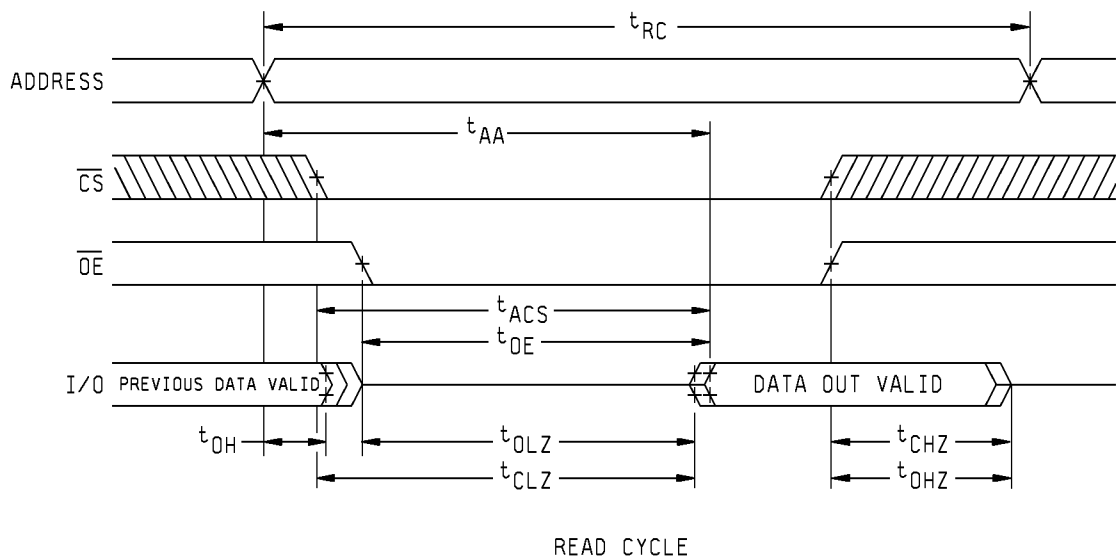 tRC
ADDRESS
tAA
CS
OE
tACS
tOE
I/O PREVIOUS DATA VALID DATA OUT VALID
tOH tOLZ tCHZ
tCLZ tOHZ
READ CYCLE